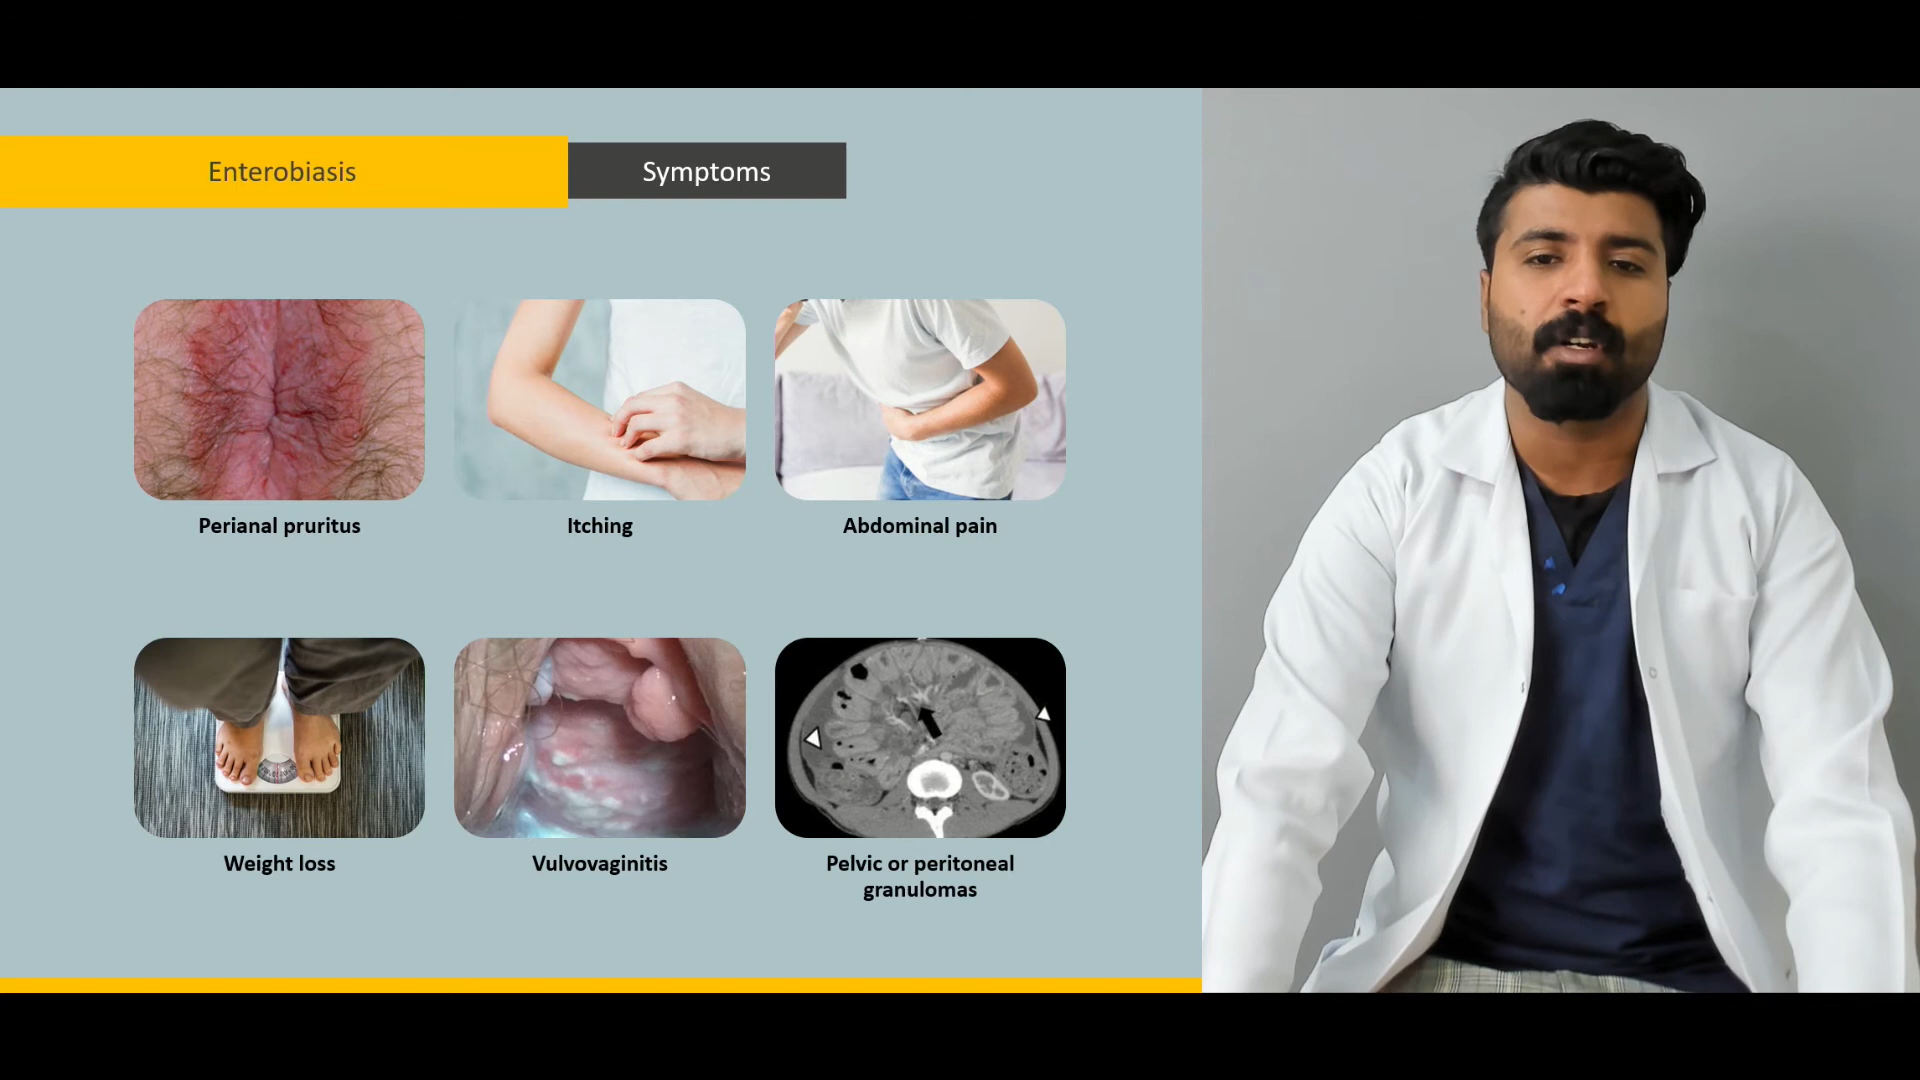 Enterobiasis
Symptoms
Perianal pruritus
Itching
Abdominal pain
Weight loss
Vulvovaginitis
Pelvic or peritoneal
granulomas